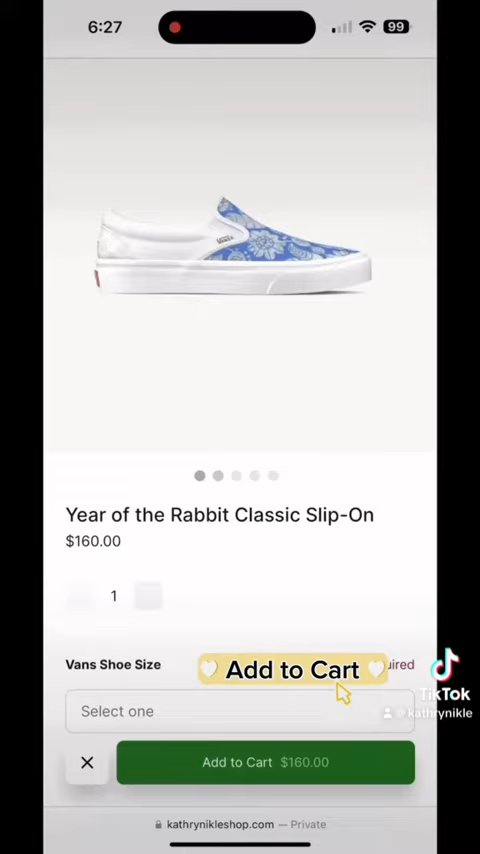 6:27
99
Year of the Rabbit Classic Slip-On
$160.00
1
Vans Shoe Size
Add to Cart
uired
Select one
TikTok
@kathrynikle
Add to Cart $160.00
kathrynikleshop.com — Private